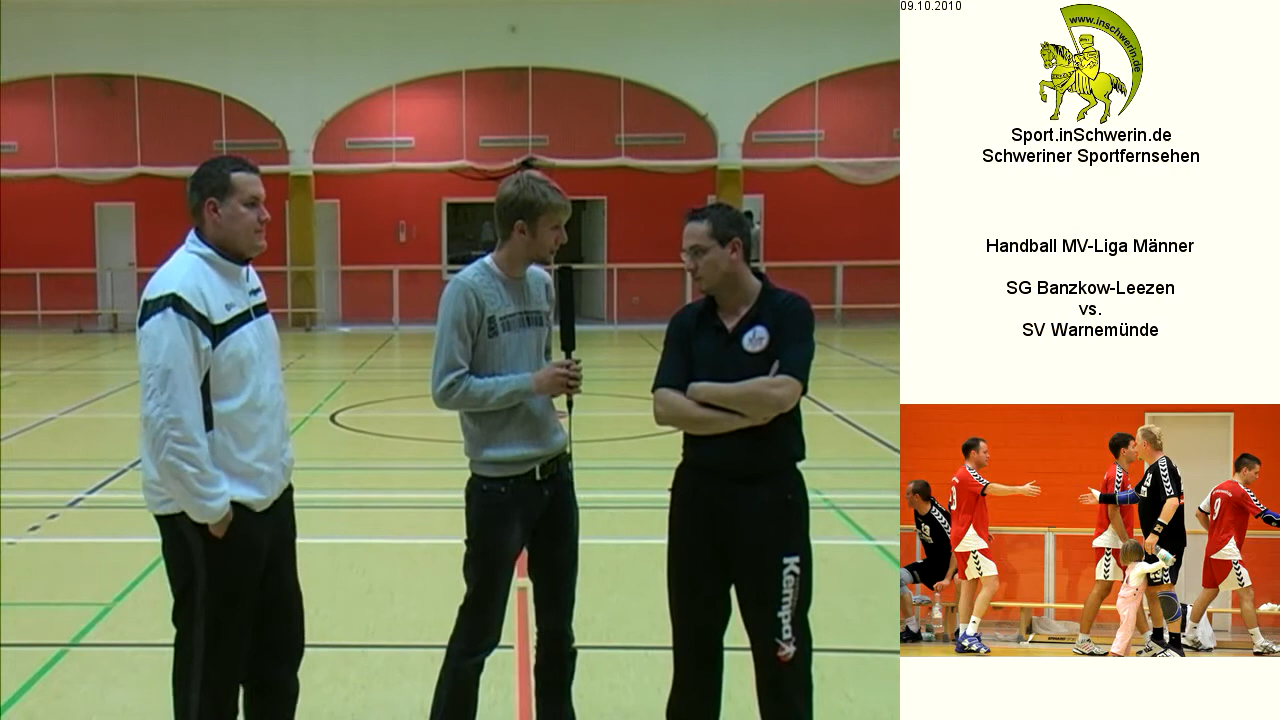 09.10.2010
www.inschwerin.de
Sport.inSchwerin.de
Schweriner Sportfernsehen
Handball MV-Liga Männer
SG Banzkow-Leezen
vs.
SV Warnemünde
Kempa
9